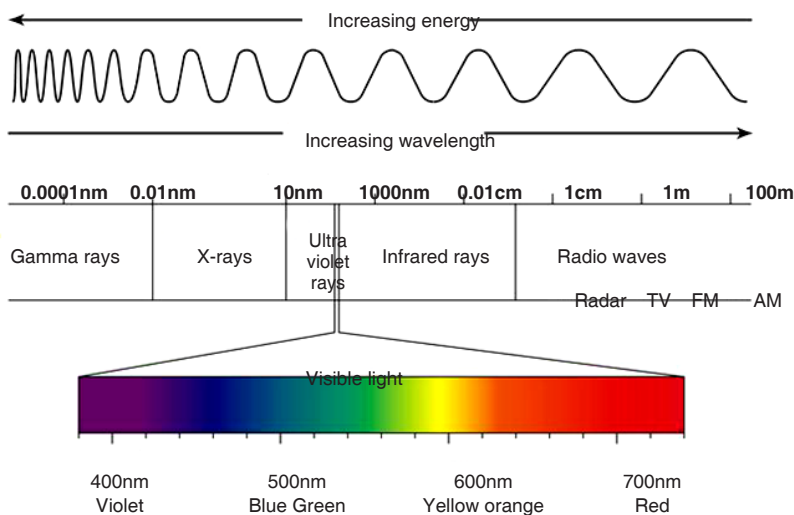 Increasing energy
Increasing wavelength
0.0001nm 0.01nm 10nm 1000nm 0.01cm 1cm 1m 100m
Gamma rays X-rays Ultra violet rays Infrared rays Radio waves
Radar TV FM AM
Visible light
400nm 500nm 600nm 700nm
Violet Blue Green Yellow orange Red